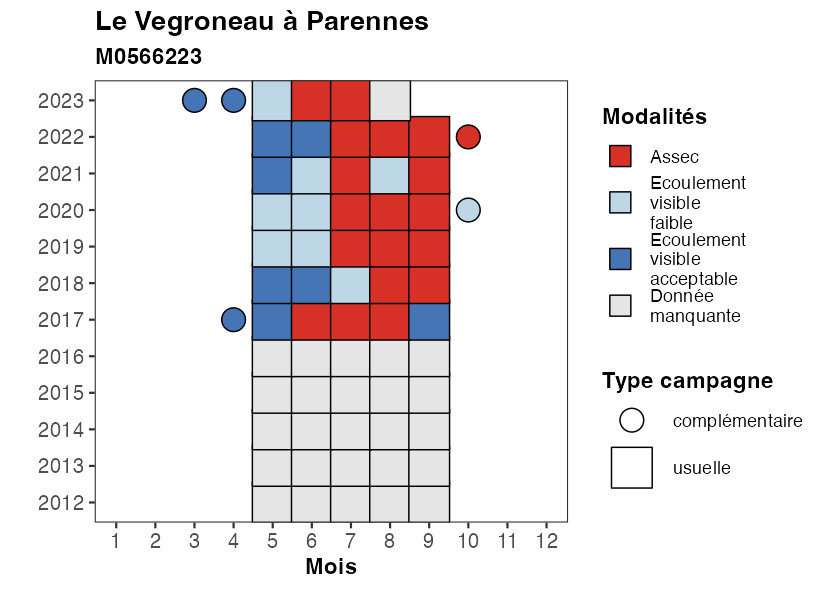 Le Vegroneau à Parennes
M0566223
2023
2022
2021
2020
2019
2018
2017
2016
2015
2014
2013
2012
1 2 3 4 5 6 7 8 9 10 11 12
Mois
Modalités
Assec
Ecoulement
visible
faible
Ecoulement
visible
acceptable
Donnée
manquante
Type campagne
complémentaire
usuelle